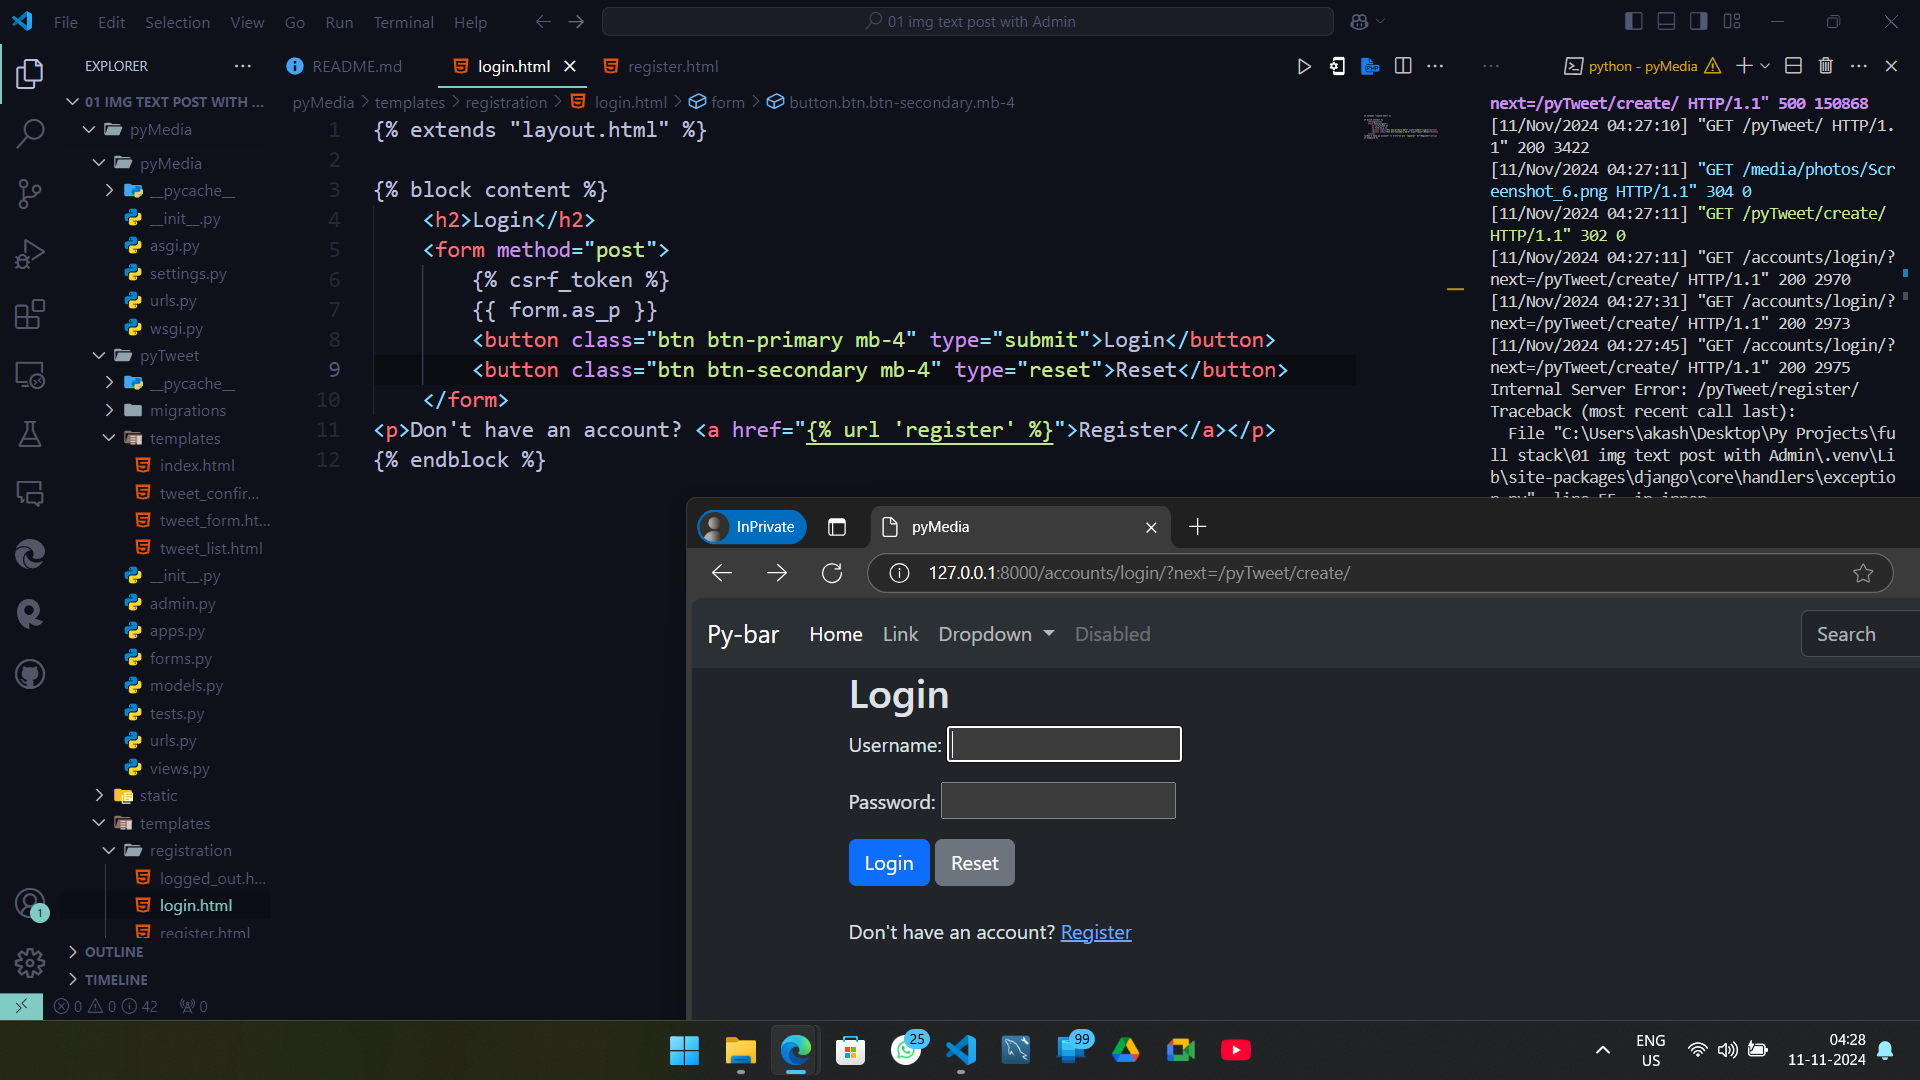 File Edit Selection View Go Run Terminal Help
01 img text post with Admin
EXPLORER
01 IMG TEXT POST WITH ...
pyMedia
pyMedia
__pycache__
__init__.py
asgi.py
settings.py
urls.py
wsgi.py
pyTweet
__pycache__
migrations
templates
index.html
tweet_confir...
tweet_form.ht...
tweet_list.html
__init__.py
admin.py
apps.py
forms.py
models.py
tests.py
urls.py
views.py
static
templates
registration
logged_out.h...
login.html
register.html
OUTLINE
TIMELINE
1
0 0 42 0
README.md login.html register.html
pyMedia > templates > registration > login.html > form > button.btn.btn-secondary.mb-4
1 {% extends "layout.html" %}
2
3 {% block content %}
4 <h2>Login</h2>
5 <form method="post">
6 {% csrf_token %}
7 {{ form.as_p }}
8 <button class="btn btn-primary mb-4" type="submit">Login</button>
9 <button class="btn btn-secondary mb-4" type="reset">Reset</button>
10 </form>
11 <p>Don't have an account? <a href="{% url 'register' %}">Register</a></p>
12 {% endblock %}
python - pyMedia
next=/pyTweet/create/ HTTP/1.1" 500 150868
[11/Nov/2024 04:27:10] "GET /pyTweet/ HTTP/1.
1" 200 3422
[11/Nov/2024 04:27:11] "GET /media/photos/Scr
eenshot_6.png HTTP/1.1" 304 0
[11/Nov/2024 04:27:11] "GET /pyTweet/create/
HTTP/1.1" 302 0
[11/Nov/2024 04:27:11] "GET /accounts/login/?
next=/pyTweet/create/ HTTP/1.1" 200 2970
[11/Nov/2024 04:27:31] "GET /accounts/login/?
next=/pyTweet/create/ HTTP/1.1" 200 2973
[11/Nov/2024 04:27:45] "GET /accounts/login/?
next=/pyTweet/create/ HTTP/1.1" 200 2975
Internal Server Error: /pyTweet/register/
Traceback (most recent call last):
File "C:\Users\akash\Desktop\Py Projects\fu
ll stack\01 img text post with Admin\.venv\Li
b\site-packages\django\core\handlers\exceptio
InPrivate
pyMedia
127.0.0.1:8000/accounts/login/?next=/pyTweet/create/
Py-bar Home Link Dropdown Disabled Search
Login
Username:
Password:
Login Reset
Don't have an account? Register
25
99
ENG
US
04:28
11-11-2024